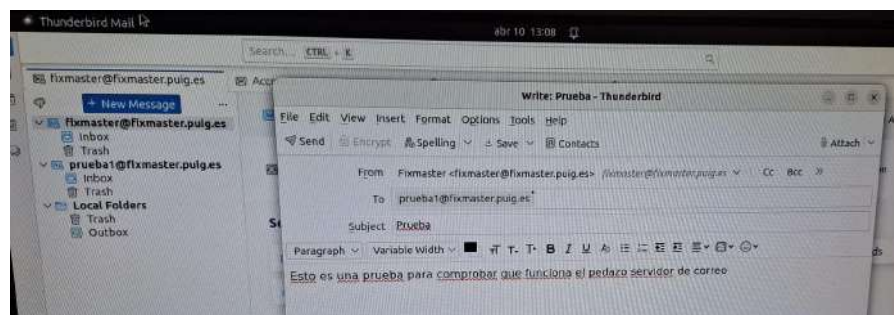 Thunderbird Mail
abr 10 13:08
Search... CTRL + K
fixmaster@fixmaster.puig.es
+ New Message
fixmaster@fixmaster.puig.es
Inbox
Trash
prueba1@fixmaster.puig.es
Inbox
Trash
Local Folders
Trash
Outbox
Write: Prueba - Thunderbird
File Edit View Insert Format Options Tools Help
Send Encrypt Spelling Save Contacts Attach
From Fixmaster <fixmaster@fixmaster.puig.es> fixmaster@fixmaster.puig.es Cc Bcc
To prueba1@fixmaster.puig.es
Subject Prueba
Paragraph Variable Width B I U
Esto es una prueba para comprobar que funciona el pedazo servidor de correo